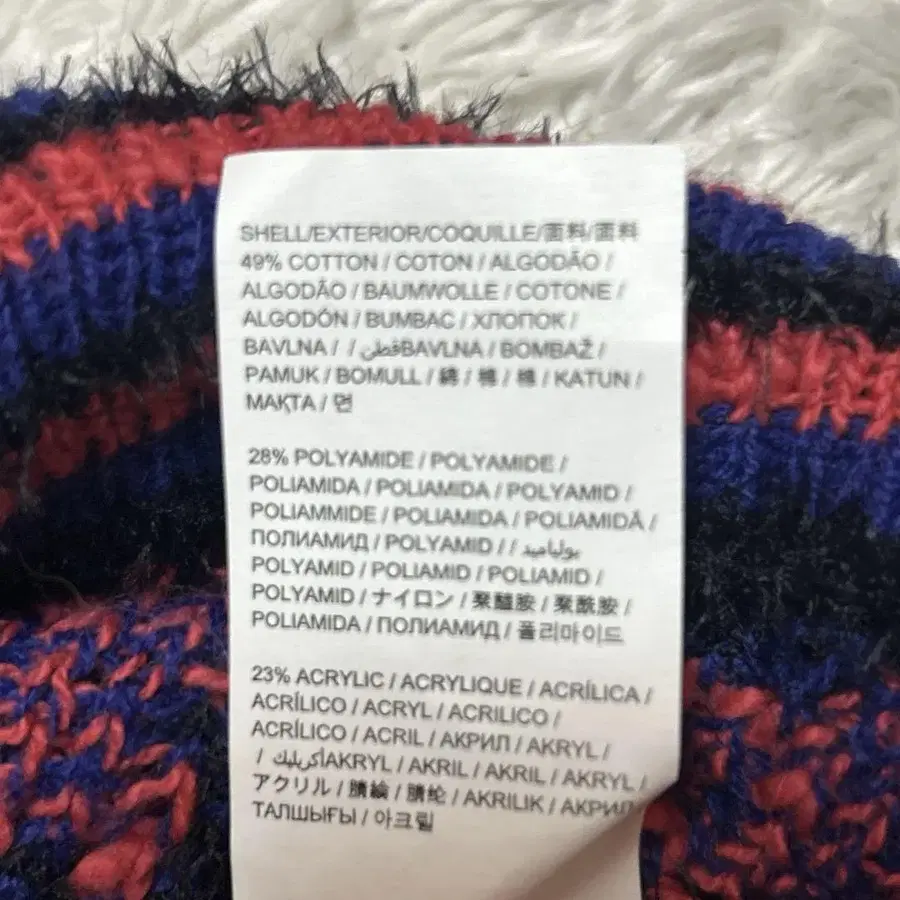 SHELL/EXTERIOR/COQUILLE/面料/面料
49% COTTON / COTON / ALGODÃO /
ALGODÃO / BAUMWOLLE / COTONE /
ALGODÓN / BUMBAC / ХЛОПОК /
BAVLNA / / قطن BAVLNA / BOMBAŽ /
PAMUK / BOMULL / 綿 / 棉 / 棉 / KATUN /
МАҚТА / 면
28% POLYAMIDE / POLYAMIDE /
POLIAMIDA / POLIAMIDA / POLYAMID /
POLIAMMIDE / POLIAMIDA / POLIAMIDĂ /
ПОЛИАМИД / POLYAMID / / بولياميد
POLYAMID / POLIAMID / POLIAMID /
POLYAMID / ナイロン / 聚醯胺 / 聚酰胺 /
POLIAMIDA / ПОЛИАМИД / 폴리마이드
23% ACRYLIC / ACRYLIQUE / ACRÍLICA /
ACRÍLICO / ACRYL / ACRILICO /
ACRÍLICO / ACRIL / АКРИЛ / AKRYL /
/ أكريليك AKRYL / AKRIL / AKRIL / AKRYL /
アクリル / 腈綸 / 腈纶 / AKRILIK / АКРИЛ
ТАЛШЫҒЫ / 아크릴